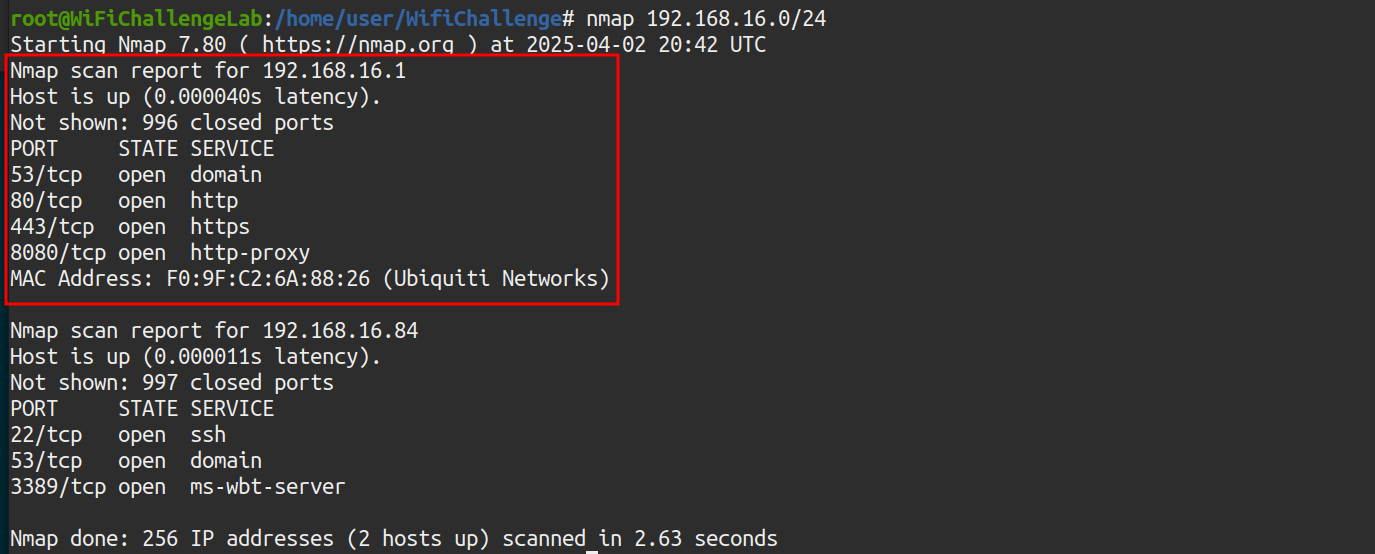 root@WiFiChallengeLab:/home/user/WifiChallenge# nmap 192.168.16.0/24
Starting Nmap 7.80 ( https://nmap.org ) at 2025-04-02 20:42 UTC
Nmap scan report for 192.168.16.1
Host is up (0.000040s latency).
Not shown: 996 closed ports
PORT     STATE SERVICE
53/tcp   open  domain
80/tcp   open  http
443/tcp  open  https
8080/tcp open  http-proxy
MAC Address: F0:9F:C2:6A:88:26 (Ubiquiti Networks)
Nmap scan report for 192.168.16.84
Host is up (0.000011s latency).
Not shown: 997 closed ports
PORT     STATE SERVICE
22/tcp   open  ssh
53/tcp   open  domain
3389/tcp open  ms-wbt-server
Nmap done: 256 IP addresses (2 hosts up) scanned in 2.63 seconds